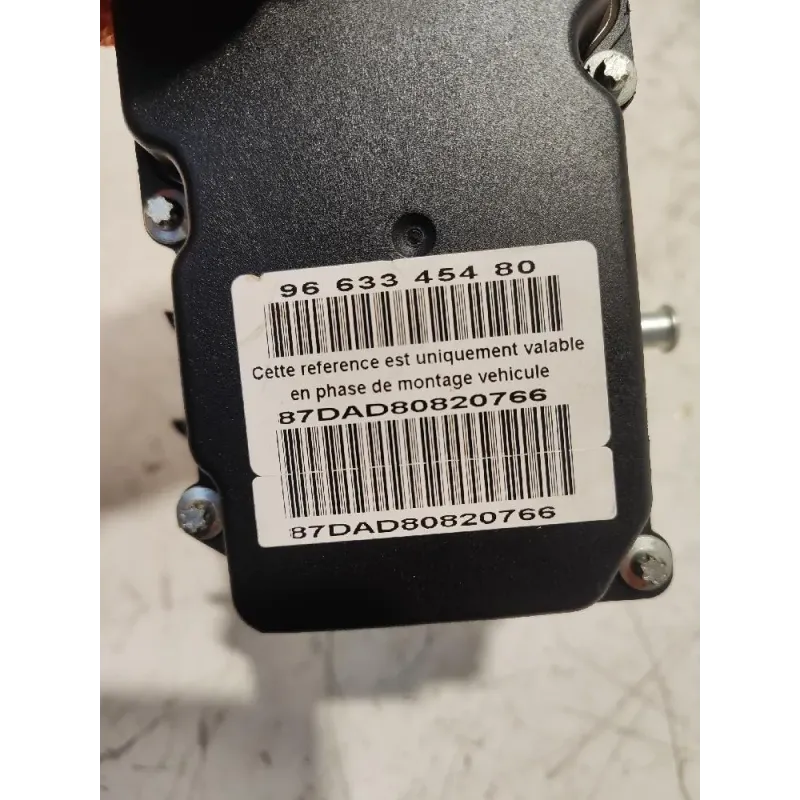 96 633 454 80
Cette reference est uniquement valable
en phase de montage vehicule
87DAD80820766
87DAD80820766